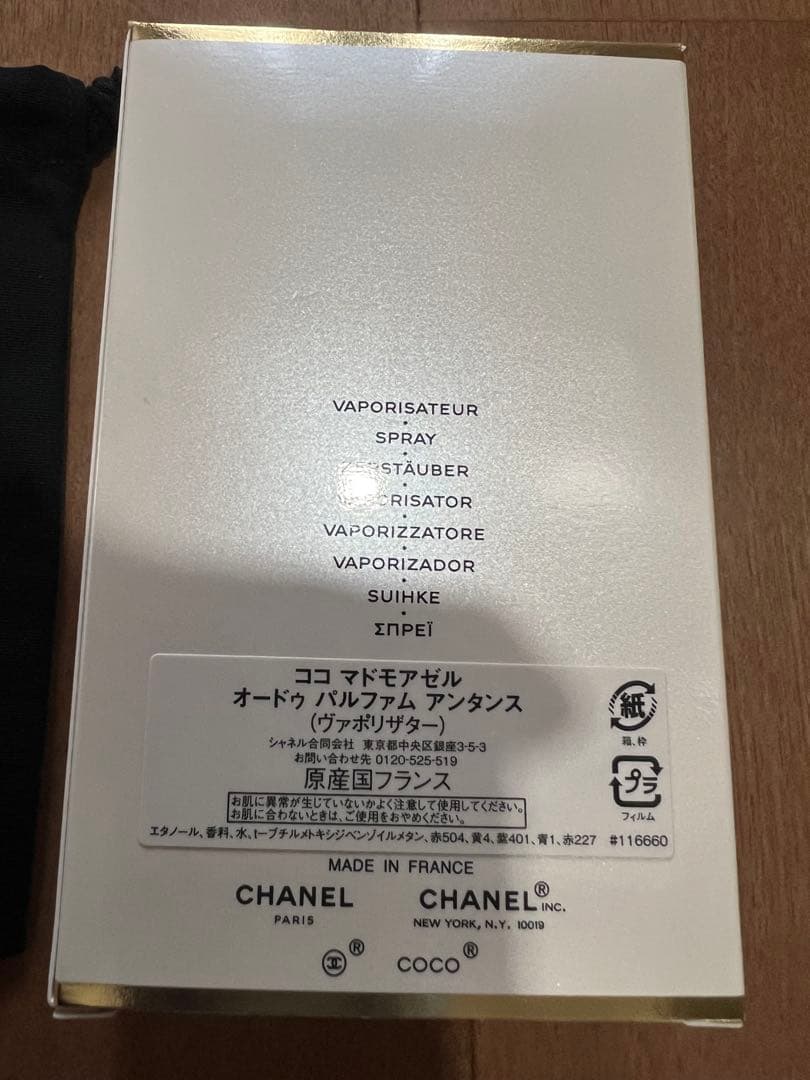 VAPORISATEUR
SPRAY
ZERSTÄUBER
VAPORISATOR
VAPORIZZATORE
VAPORIZADOR
SUIHKE
ΣΠΡΕΪ
ココ マドモアゼル
オードゥ パルファム アンタンス
(ヴァポリザター)
シャネル合同会社 東京都中央区銀座3-5-3
お問い合わせ先 0120-525-519
原産国フランス
お肌に異常が生じていないかよく注意して使用してください。
お肌に合わないときは、ご使用をおやめください。
エタノール、香料、水、t-ブチルメトキシジベンゾイルメタン、赤504、黄4、紫401、青1、赤227 #116660
紙
箱、枠
プラ
フィルム
MADE IN FRANCE
CHANEL
PARIS
CHANEL® INC.
NEW YORK, N.Y. 10019
®
COCO®